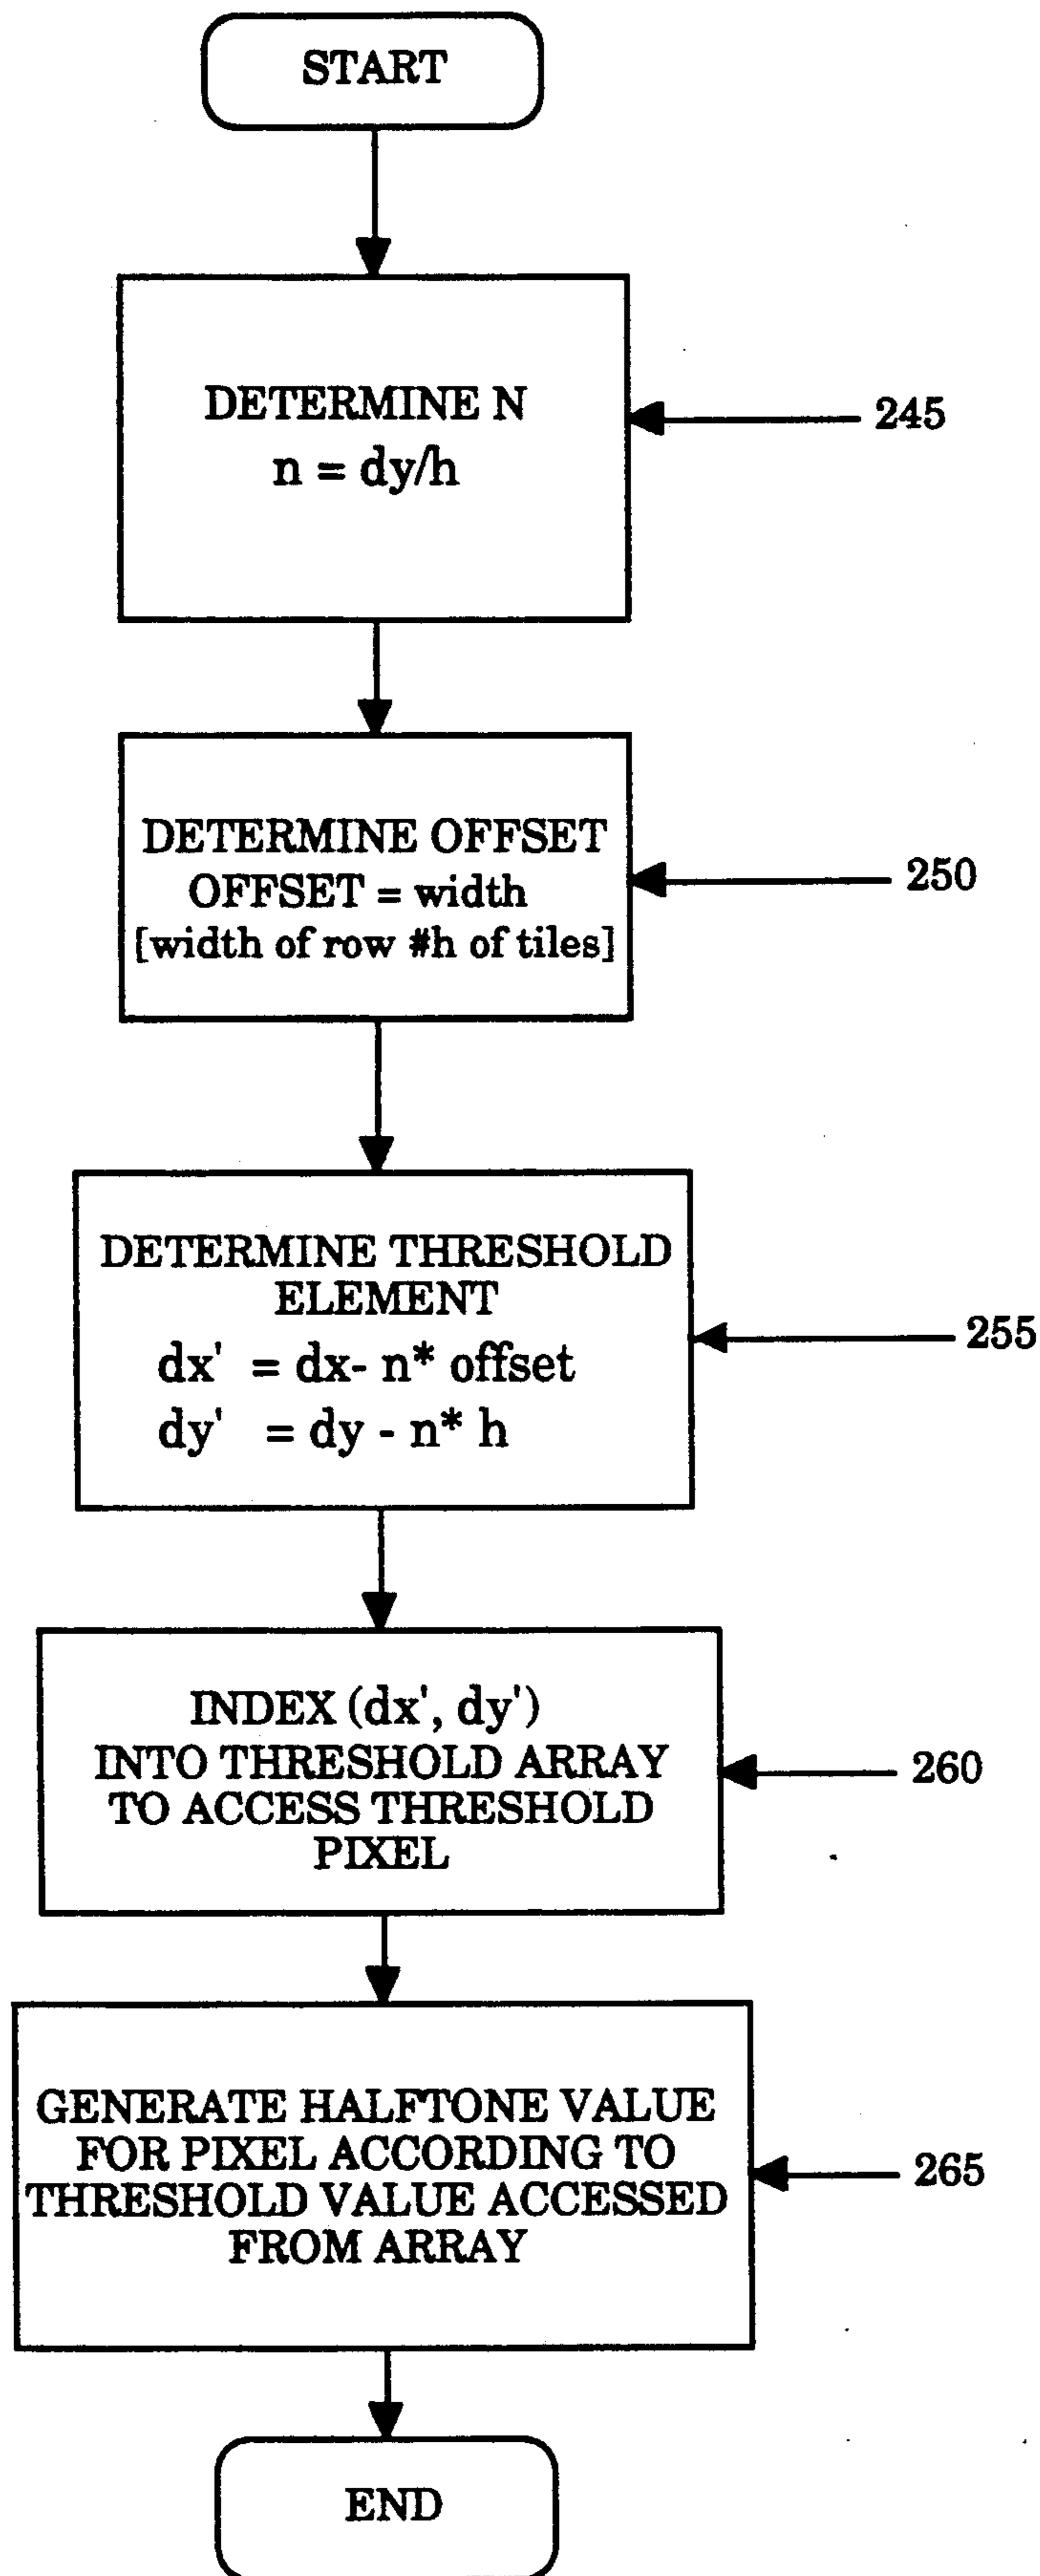 START
DETERMINE N
n = dy/h
245
DETERMINE OFFSET
OFFSET = width
[width of row #h of tiles]
250
DETERMINE THRESHOLD
ELEMENT
dx' = dx- n* offset
dy' = dy - n* h
255
INDEX (dx', dy')
INTO THRESHOLD ARRAY
TO ACCESS THRESHOLD
PIXEL
260
GENERATE HALFTONE VALUE
FOR PIXEL ACCORDING TO
THRESHOLD VALUE ACCESSED
FROM ARRAY
265
END